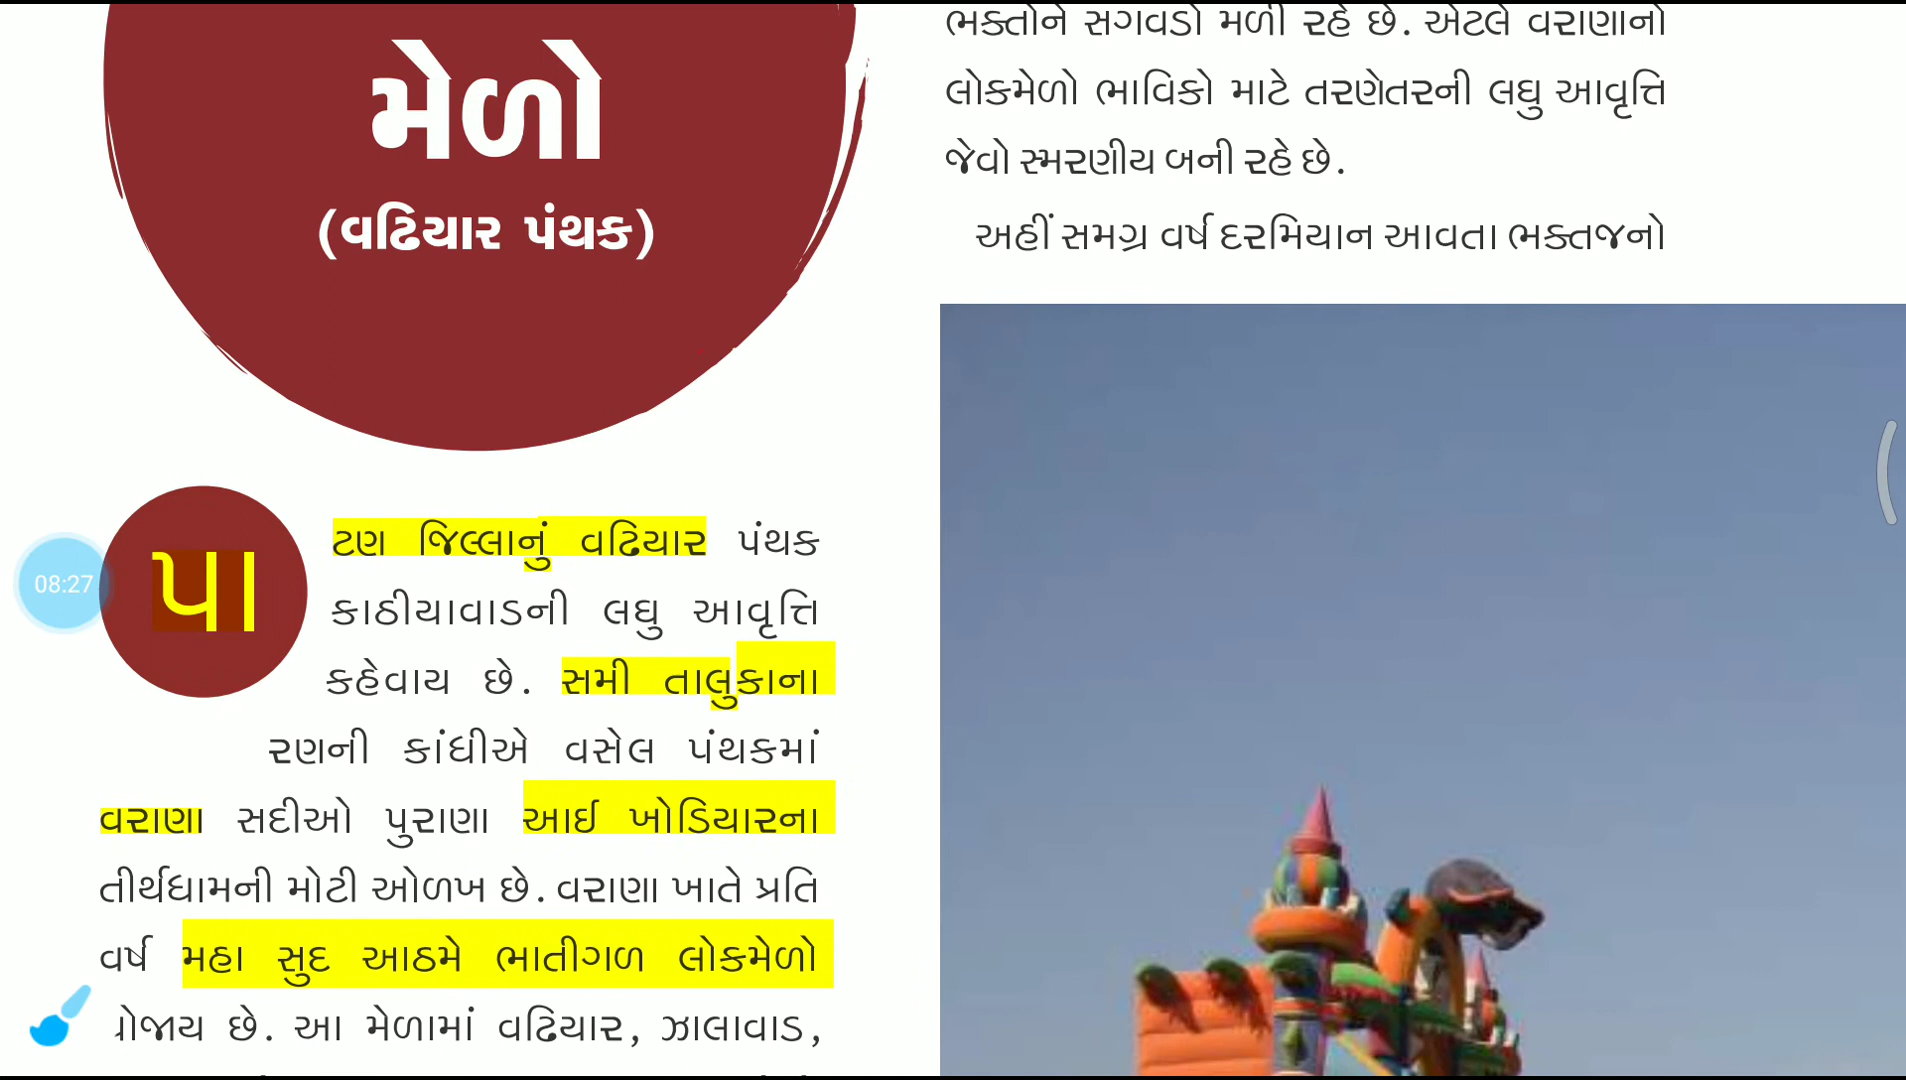 મેળો
(વઢિયાર પંથક)
પાટણ જિલ્લાનું વઢિયાર પંથક
કાઠીયાવાડની લઘુ આવૃત્તિ
કહેવાય છે. સમી તાલુકાના
રણની કાંધીએ વસેલ પંથકમાં
વરાણા સદીઓ પુરાણા આઈ ખોડિયારના
તીર્થધામની મોટી ઓળખ છે. વરાણા ખાતે પ્રતિ
વર્ષ મહા સુદ આઠમે ભાતીગળ લોકમેળો
યોજાય છે. આ મેળામાં વઢિયાર, ઝાલાવાડ,
08:27
ભક્તોને સગવડો મળી રહે છે. એટલે વરાણાનો
લોકમેળો ભાવિકો માટે તરણેતરની લઘુ આવૃત્તિ
જેવો સ્મરણીય બની રહે છે.
અહીં સમગ્ર વર્ષ દરમિયાન આવતા ભક્તજનો